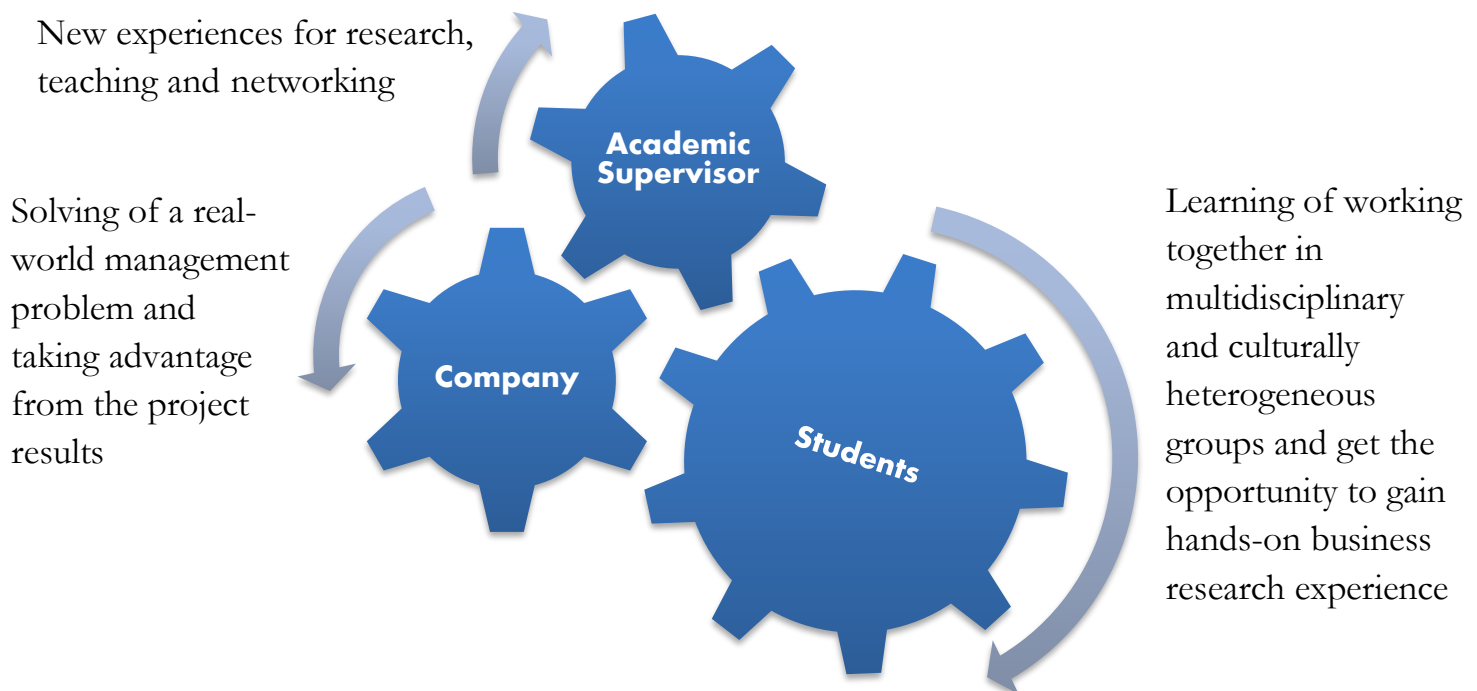 New experiences for research,
teaching and networking
Academic
Supervisor
Solving of a real-
world management
problem and
taking advantage
from the project
results
Company
Students
Learning of working
together in
multidisciplinary
and culturally
heterogeneous
groups and get the
opportunity to gain
hands-on business
research experience